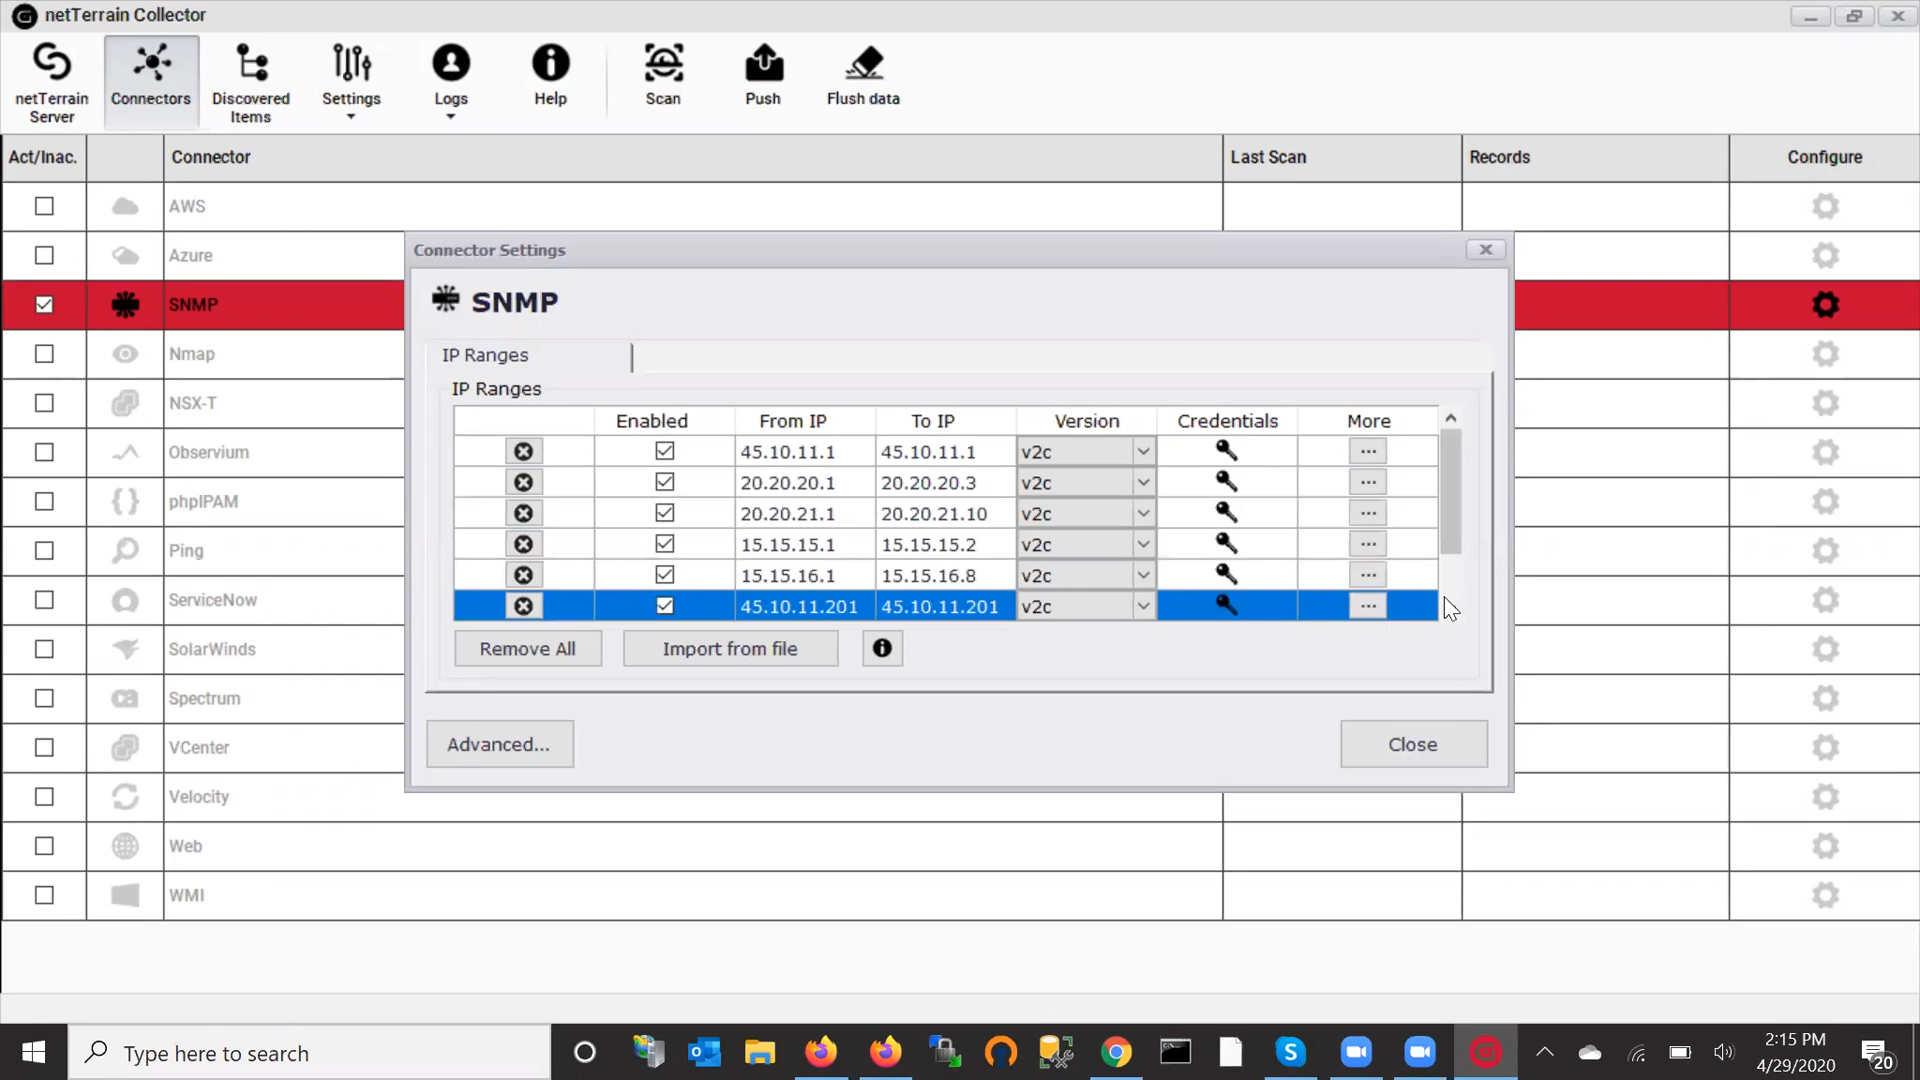 netTerrain Collector
netTerrain
Server
Connectors
Discovered
Items
Settings
Logs
Help
Scan
Push
Flush data
Act/Inac. Connector Last Scan Records Configure
AWS
Azure
SNMP
Nmap
NSX-T
Observium
phpIPAM
Ping
ServiceNow
SolarWinds
Spectrum
VCenter
Velocity
Web
WMI
Connector Settings
SNMP
IP Ranges
IP Ranges
Enabled From IP To IP Version Credentials More
45.10.11.1 45.10.11.1 v2c ...
20.20.20.1 20.20.20.3 v2c ...
20.20.21.1 20.20.21.10 v2c ...
15.15.15.1 15.15.15.2 v2c ...
15.15.16.1 15.15.16.8 v2c ...
45.10.11.201 45.10.11.201 v2c ...
Remove All Import from file
Advanced... Close
Type here to search
2:15 PM
4/29/2020
20